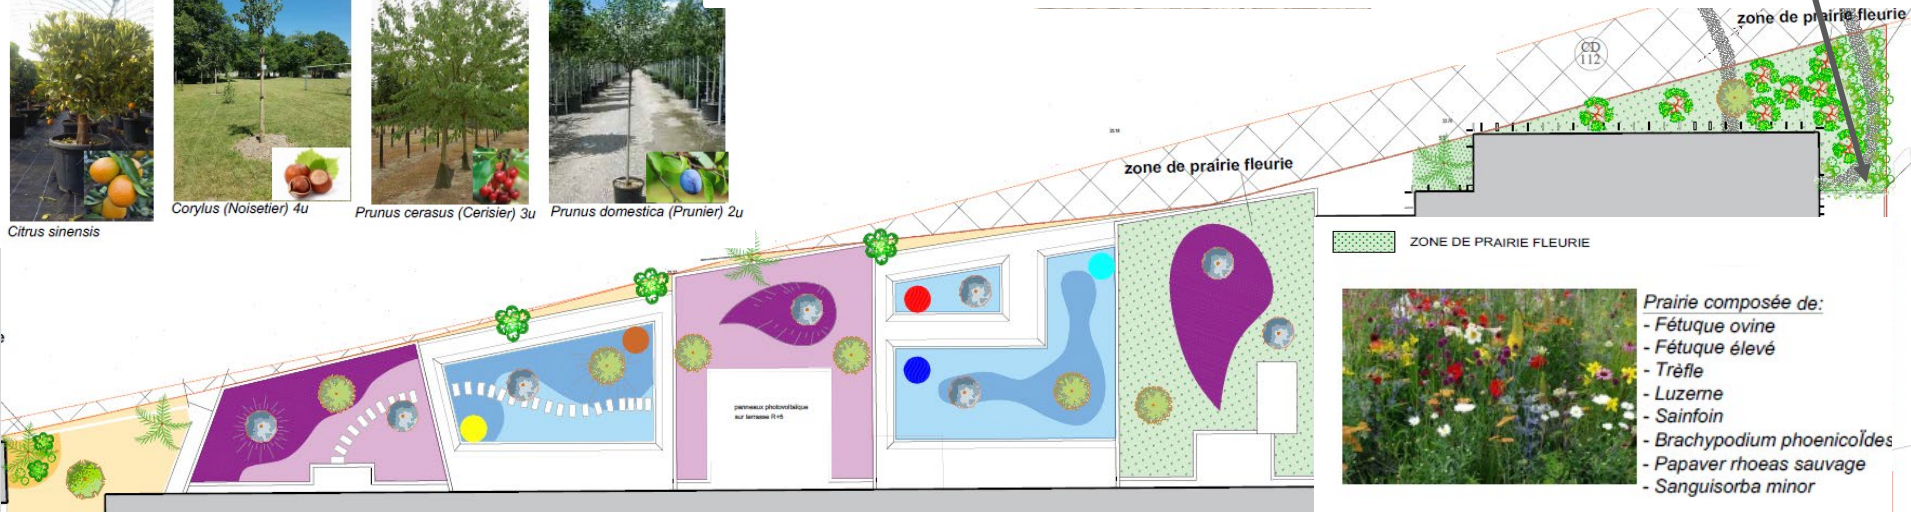 zone de prairie fleurie
CD
112
Corylus (Noisetier) 4u
Prunus cerasus (Cerisier) 3u
Prunus domestica (Prunier) 2u
Citrus sinensis
zone de prairie fleurie
ZONE DE PRAIRIE FLEURIE
panneaux photovoltaïque
sur terrasse R+5
Prairie composée de:
- Fétuque ovine
- Fétuque élevé
- Trèfle
- Luzerne
- Sainfoin
- Brachypodium phoenicoÏdes
- Papaver rhoeas sauvage
- Sanguisorba minor